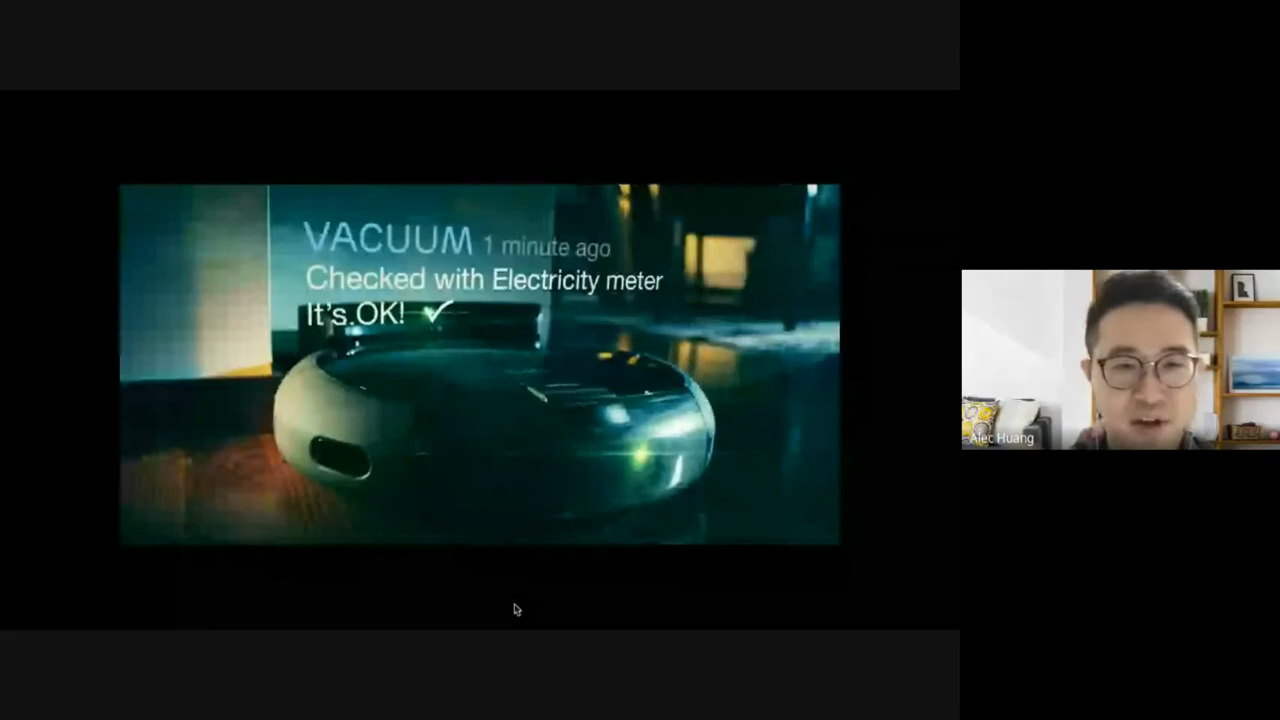 VACUUM 1 minute ago
Checked with Electricity meter
It's.OK! ✓
Alec Huang